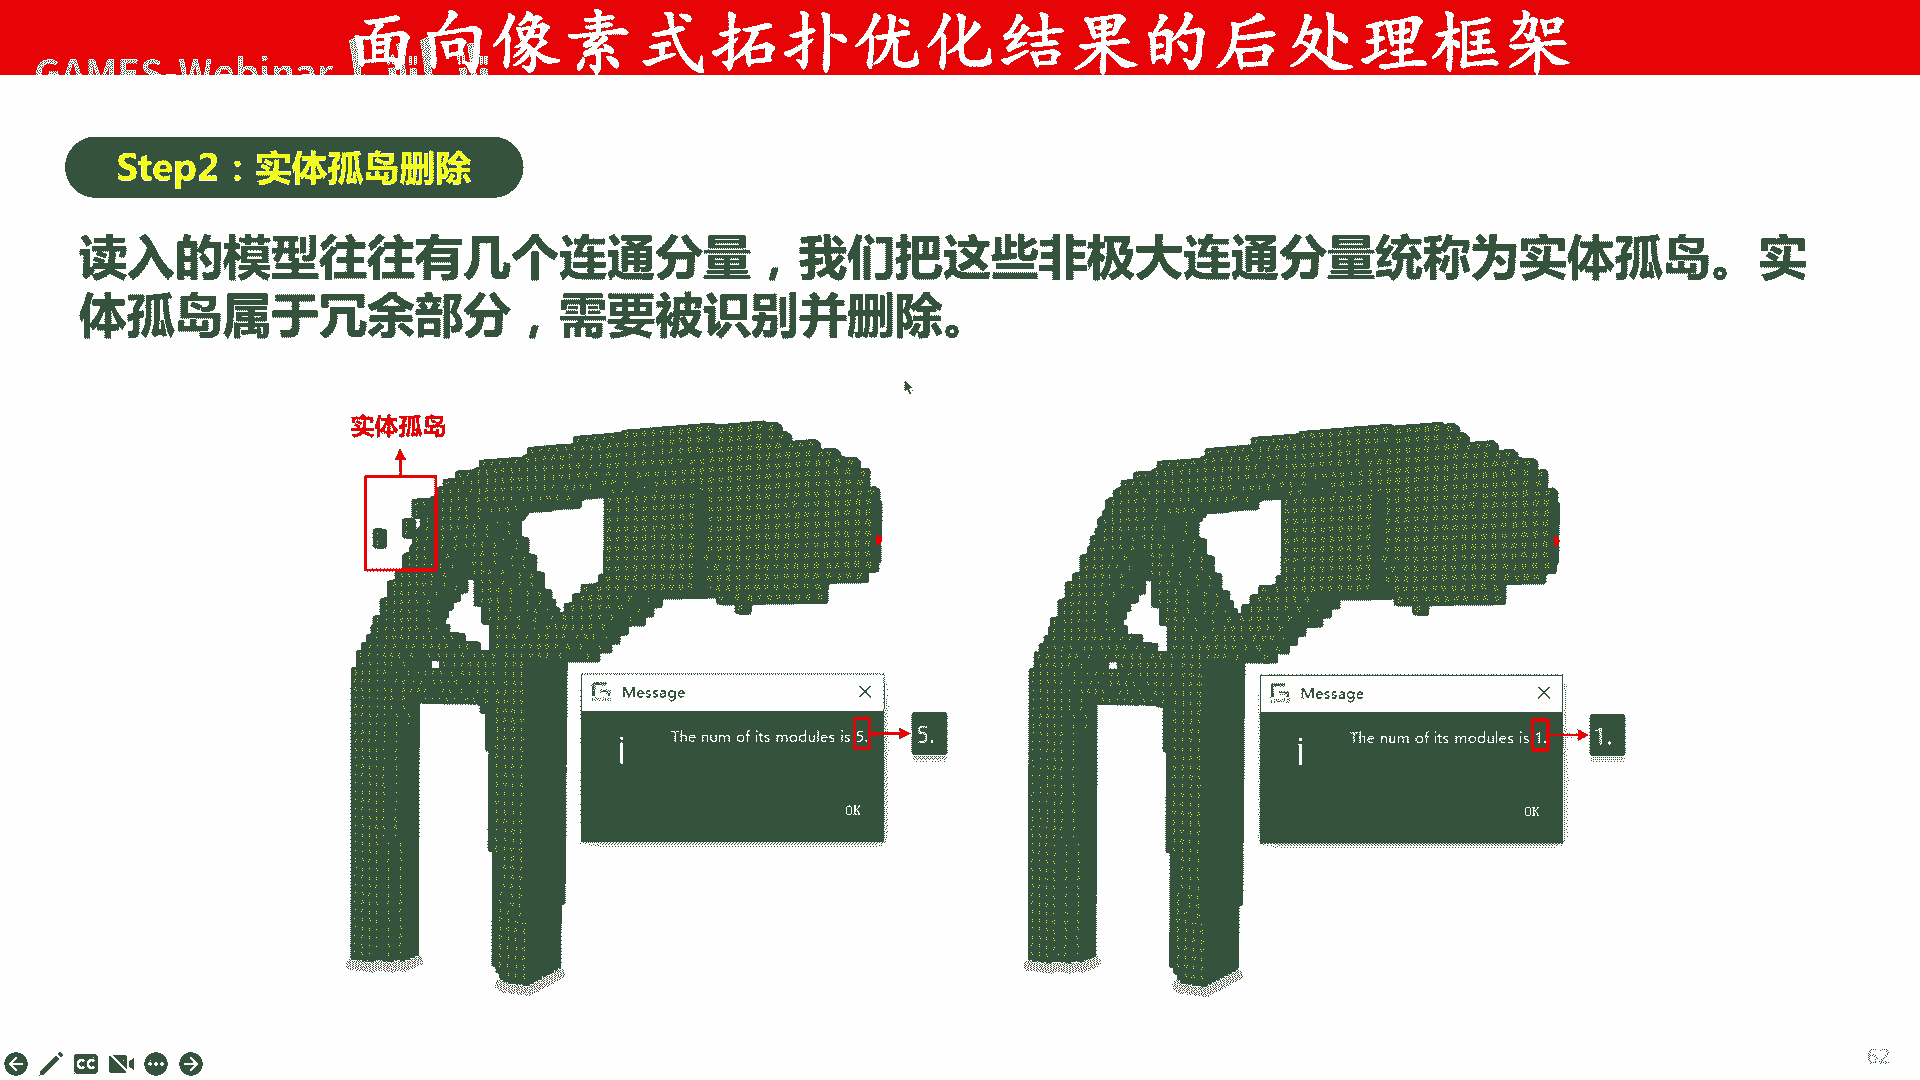 面向像素式拓扑优化结果的后处理框架
GAMES-Webinar
Step2：实体孤岛删除
读入的模型往往有几个连通分量，我们把这些非极大连通分量统称为实体孤岛。实
体孤岛属于冗余部分，需要被识别并删除。
实体孤岛
Message
The num of its modules is 5.
5.
OK
Message
The num of its modules is 1.
1.
OK
CC
62